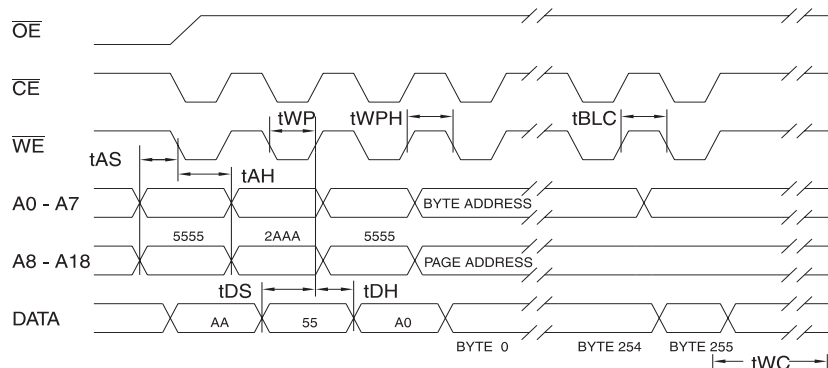 OE
CE
tWP tWPH tBLC
WE
tAS
tAH
A0 - A7 BYTE ADDRESS
5555 2AAA 5555
A8 - A18 PAGE ADDRESS
tDS tDH
DATA AA 55 A0
BYTE 0 BYTE 254 BYTE 255
tWC